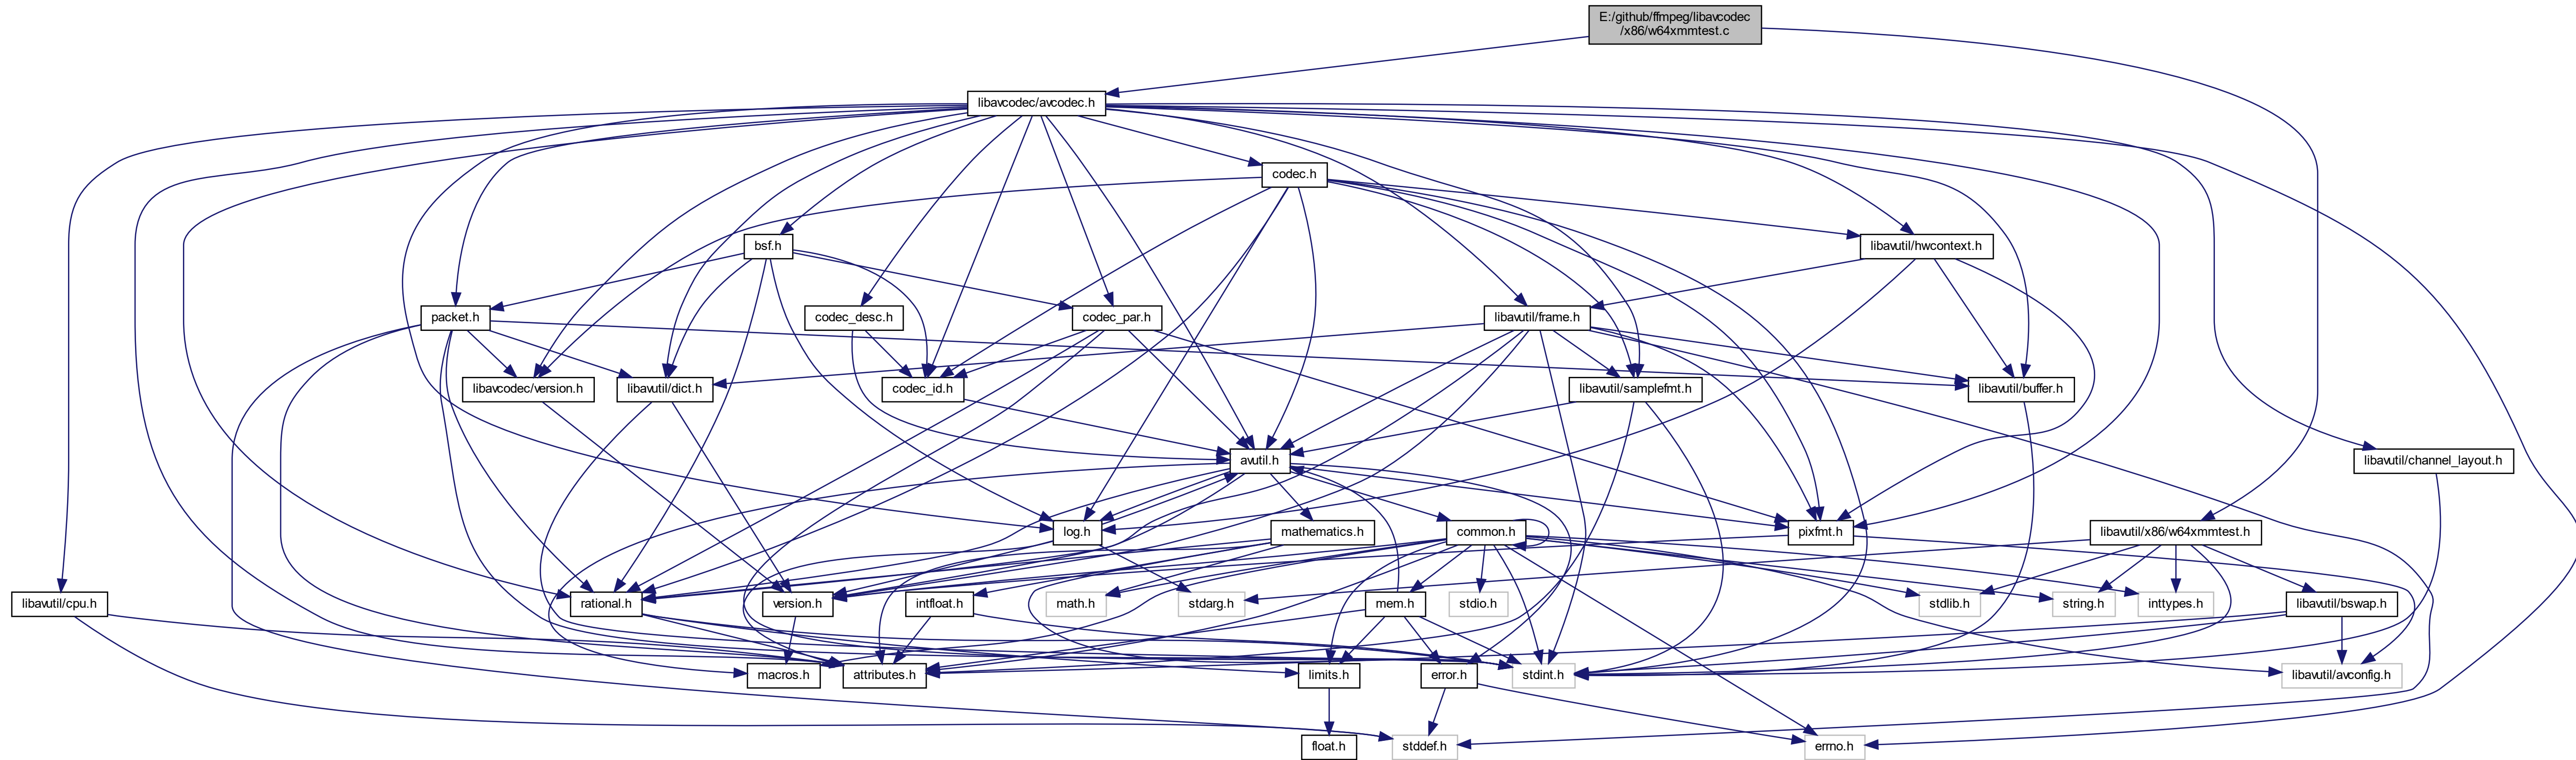 E:/github/ffmpeg/libavcodec
/x86/w64xmmtest.c
libavcodec/avcodec.h
codec.h
bsf.h
libavutil/hwcontext.h
packet.h
codec_desc.h
codec_par.h
libavutil/frame.h
libavcodec/version.h
libavutil/dict.h
codec_id.h
libavutil/samplefmt.h
libavutil/buffer.h
avutil.h
libavutil/channel_layout.h
log.h
mathematics.h
common.h
pixfmt.h
libavutil/x86/w64xmmtest.h
libavutil/cpu.h
rational.h
version.h
intfloat.h
math.h
stdarg.h
mem.h
stdio.h
stdlib.h
string.h
inttypes.h
libavutil/bswap.h
macros.h
attributes.h
limits.h
error.h
stdint.h
libavutil/avconfig.h
float.h
stddef.h
errno.h